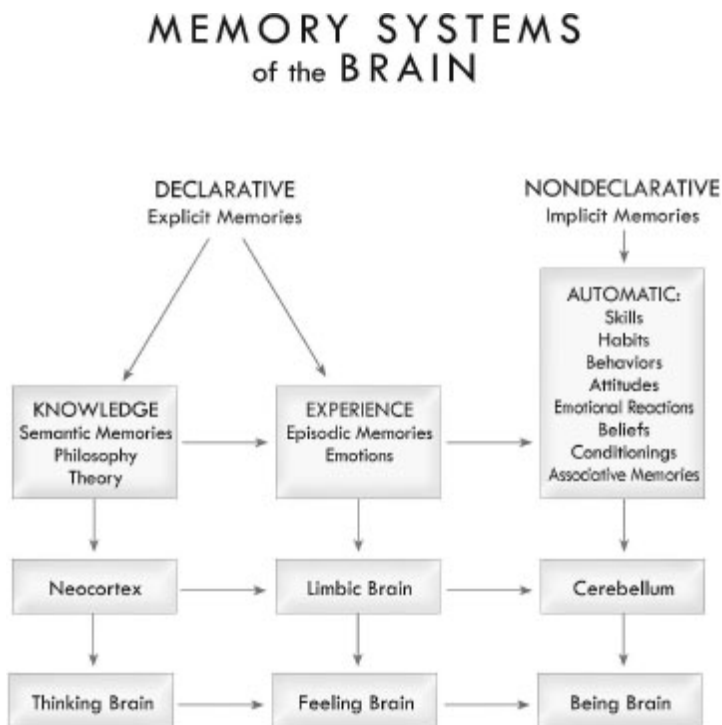 MEMORY SYSTEMS
of the BRAIN
DECLARATIVE
Explicit Memories
NONDECLARATIVE
Implicit Memories
KNOWLEDGE
Semantic Memories
Philosophy
Theory
EXPERIENCE
Episodic Memories
Emotions
AUTOMATIC:
Skills
Habits
Behaviors
Attitudes
Emotional Reactions
Beliefs
Conditionings
Associative Memories
Neocortex
Limbic Brain
Cerebellum
Thinking Brain
Feeling Brain
Being Brain